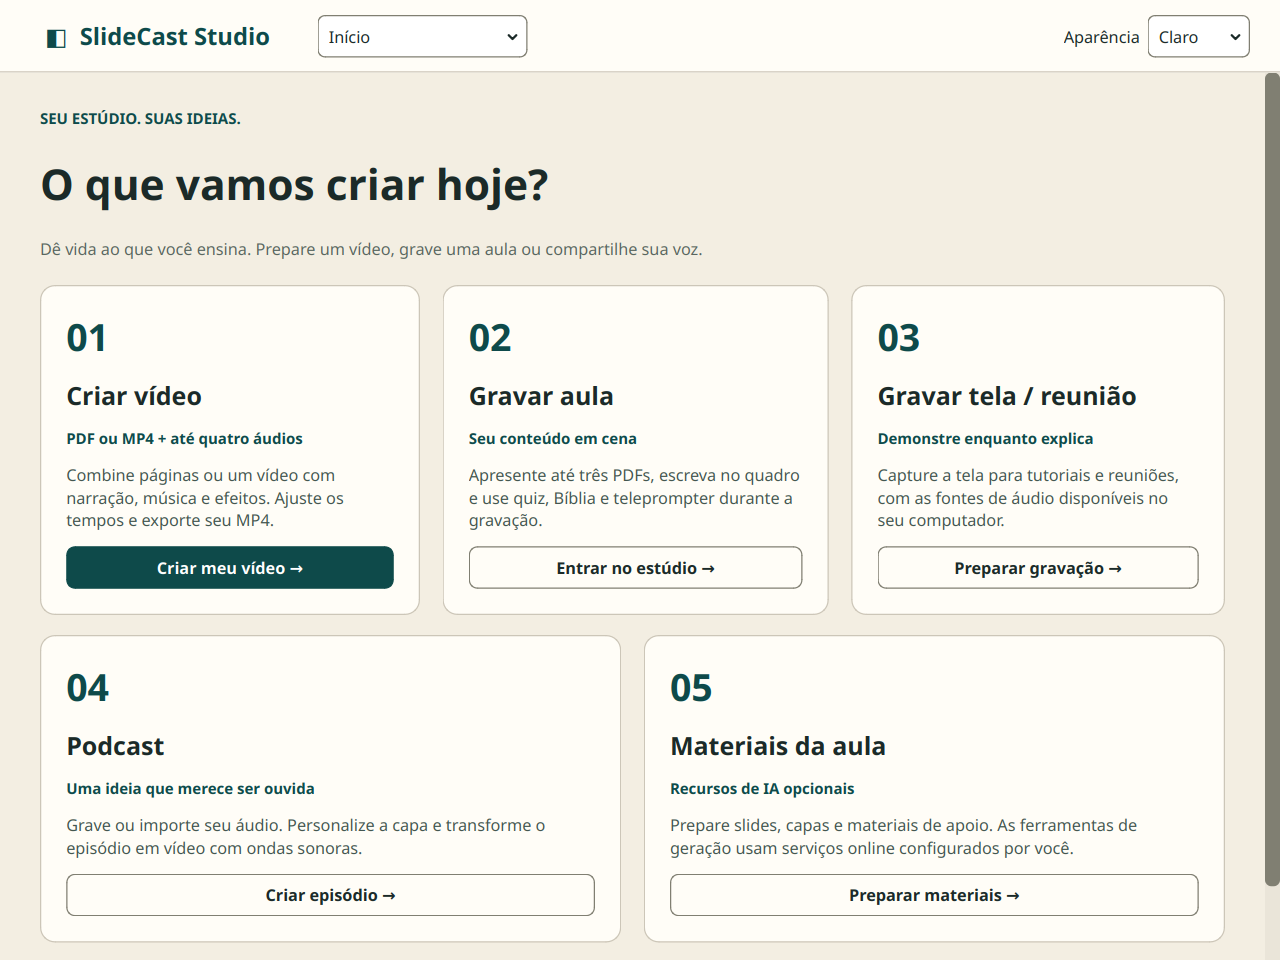 SlideCast Studio
Início
Aparência
Claro
SEU ESTÚDIO. SUAS IDEIAS.
O que vamos criar hoje?
Dê vida ao que você ensina. Prepare um vídeo, grave uma aula ou compartilhe sua voz.
01
Criar vídeo
PDF ou MP4 + até quatro áudios
Combine páginas ou um vídeo com
narração, música e efeitos. Ajuste os
tempos e exporte seu MP4.
Criar meu vídeo →
02
Gravar aula
Seu conteúdo em cena
Apresente até três PDFs, escreva no quadro
e use quiz, Bíblia e teleprompter durante a
gravação.
Entrar no estúdio →
03
Gravar tela / reunião
Demonstre enquanto explica
Capture a tela para tutoriais e reuniões,
com as fontes de áudio disponíveis no
seu computador.
Preparar gravação →
04
Podcast
Uma ideia que merece ser ouvida
Grave ou importe seu áudio. Personalize a capa e transforme o
episódio em vídeo com ondas sonoras.
Criar episódio →
05
Materiais da aula
Recursos de IA opcionais
Prepare slides, capas e materiais de apoio. As ferramentas de
geração usam serviços online configurados por você.
Preparar materiais →